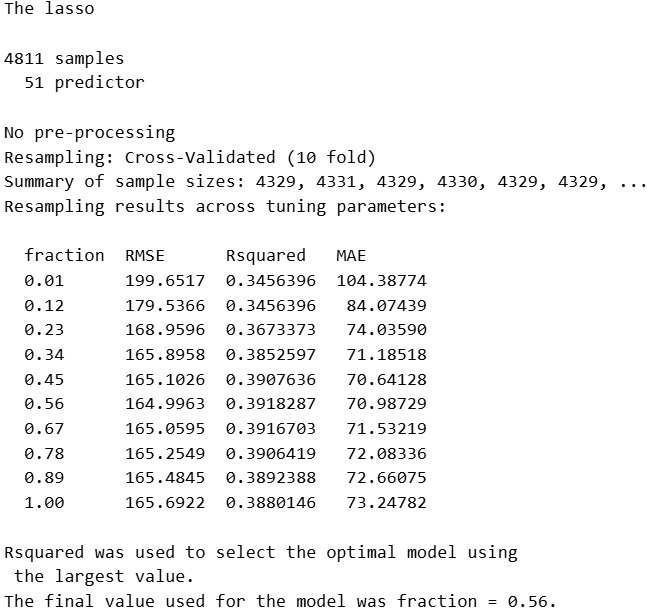 The lasso

4811 samples
  51 predictor

No pre-processing
Resampling: Cross-Validated (10 fold)
Summary of sample sizes: 4329, 4331, 4329, 4330, 4329, 4329, ...
Resampling results across tuning parameters:

  fraction  RMSE      Rsquared   MAE
  0.01      199.6517  0.3456396  104.38774
  0.12      179.5366  0.3456396   84.07439
  0.23      168.9596  0.3673373   74.03590
  0.34      165.8958  0.3852597   71.18518
  0.45      165.1026  0.3907636   70.64128
  0.56      164.9963  0.3918287   70.98729
  0.67      165.0595  0.3916703   71.53219
  0.78      165.2549  0.3906419   72.08336
  0.89      165.4845  0.3892388   72.66075
  1.00      165.6922  0.3880146   73.24782

Rsquared was used to select the optimal model using
 the largest value.
The final value used for the model was fraction = 0.56.